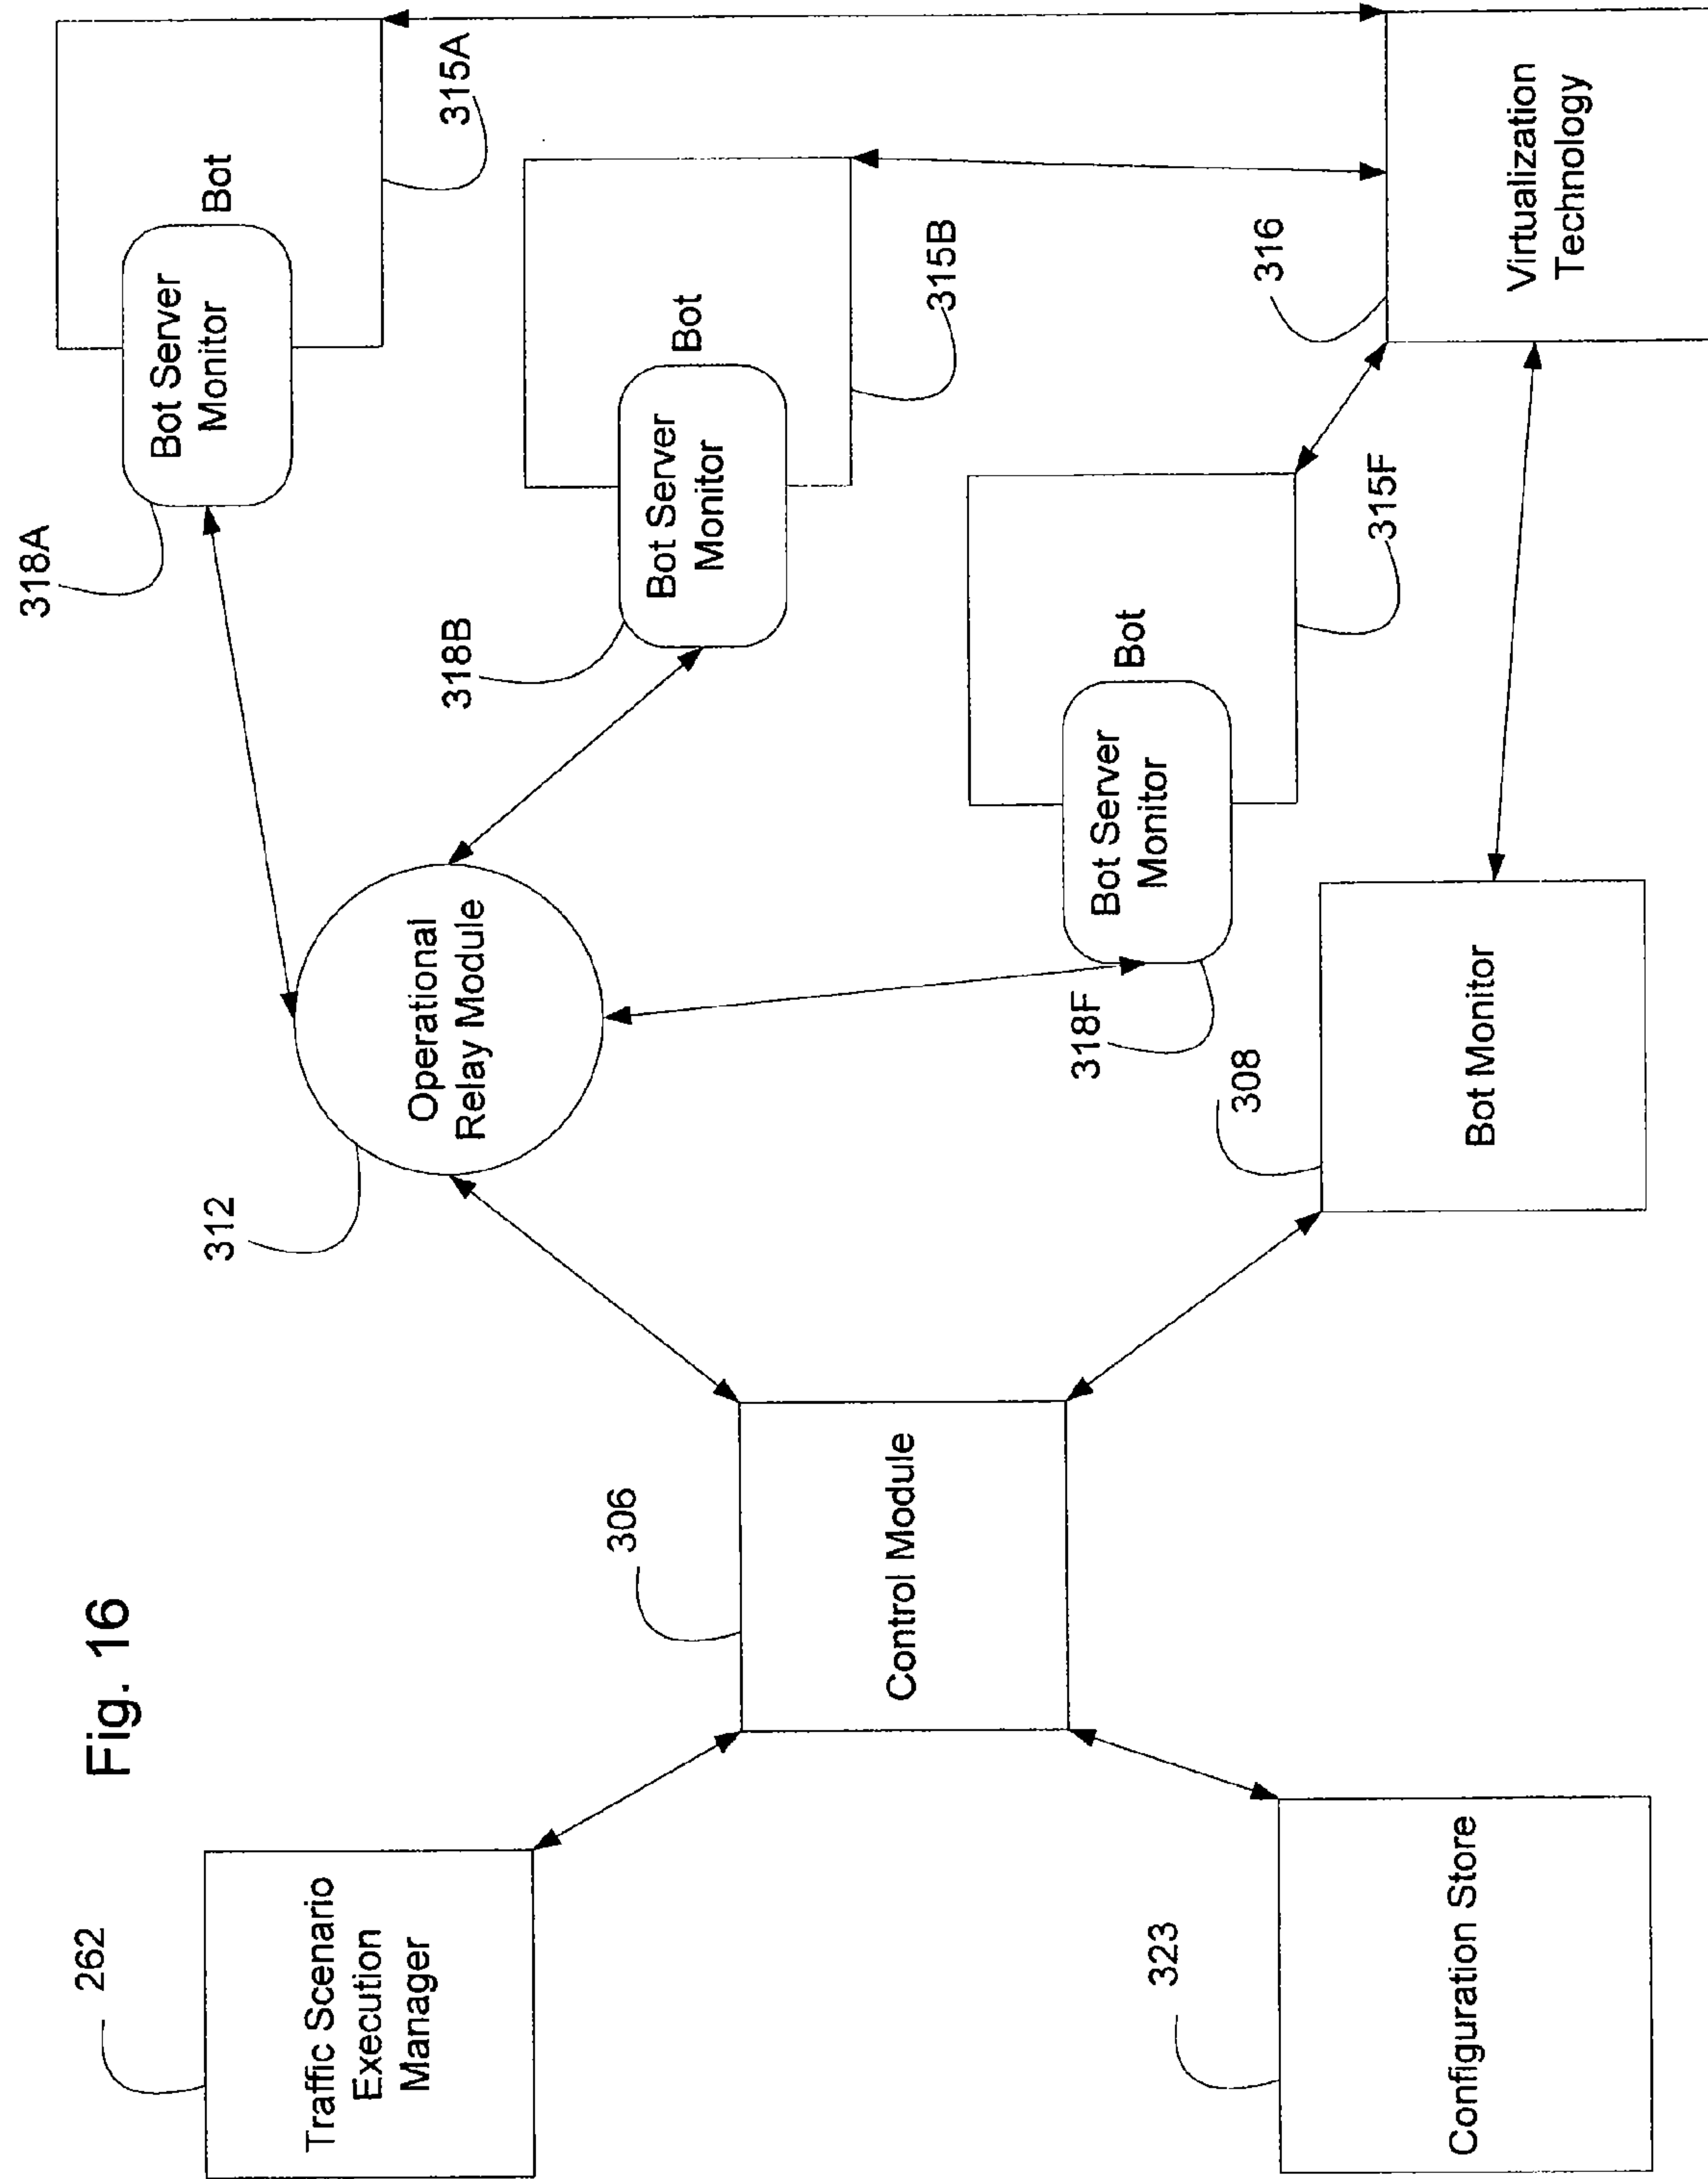 Fig. 16
262
Traffic Scenario
Execution
Manager
323
Configuration Store
306
Control Module
312
Operational
Relay Module
308
Bot Monitor
318A
Bot Server
Monitor
Bot
315A
318B
Bot Server
Monitor
Bot
315B
318F
Bot Server
Monitor
Bot
315F
316
Virtualization
Technology